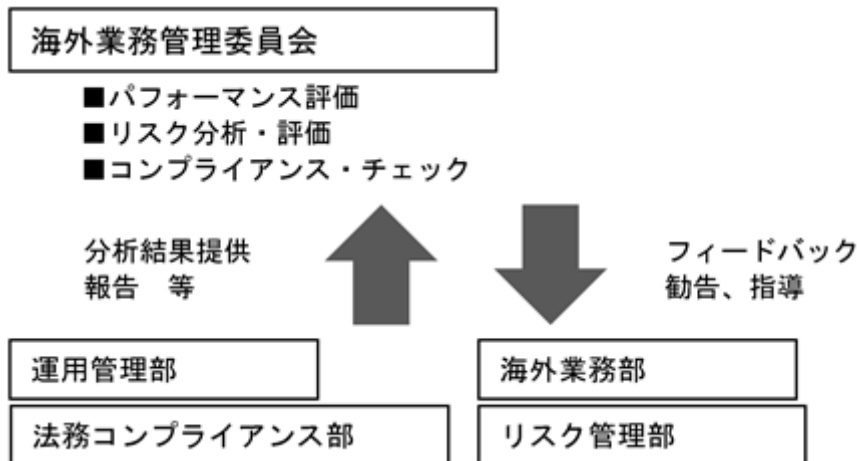 海外業務管理委員会
■パフォーマンス評価
■リスク分析・評価
■コンプライアンス・チェック
分析結果提供
報告　等
フィードバック
勧告、指導
運用管理部
海外業務部
法務コンプライアンス部
リスク管理部